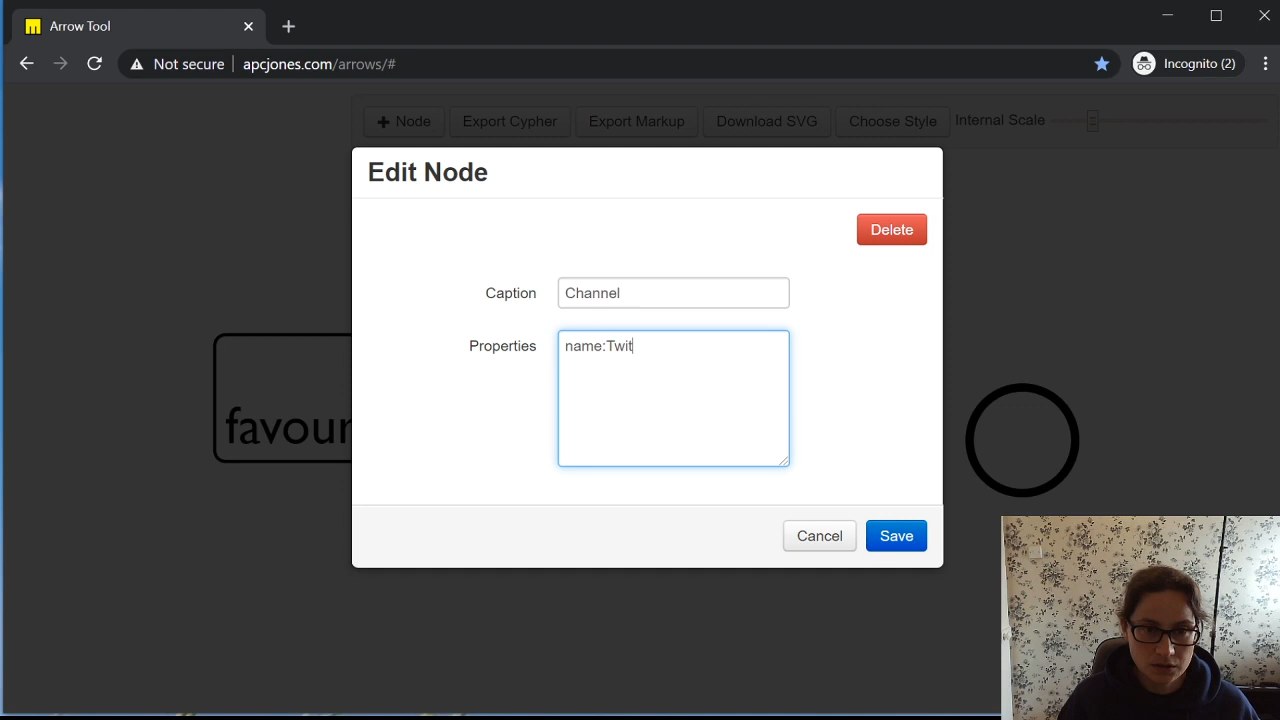 Arrow Tool
Not secure apcjones.com/arrows/#
Incognito (2)
Node Export Cypher Export Markup Download SVG Choose Style Internal Scale
Edit Node
Delete
Caption Channel
Properties name:Twit
favour
Cancel Save